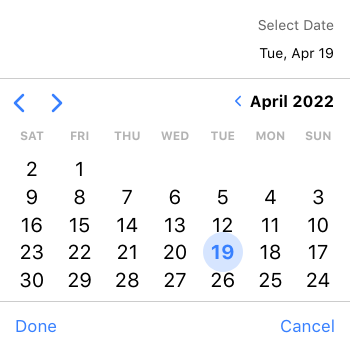 Select Date
Tue, Apr 19
April 2022
SAT FRI THU WED TUE MON SUN
2 1
9 8 7 6 5 4 3
16 15 14 13 12 11 10
23 22 21 20 19 18 17
30 29 28 27 26 25 24
Done Cancel